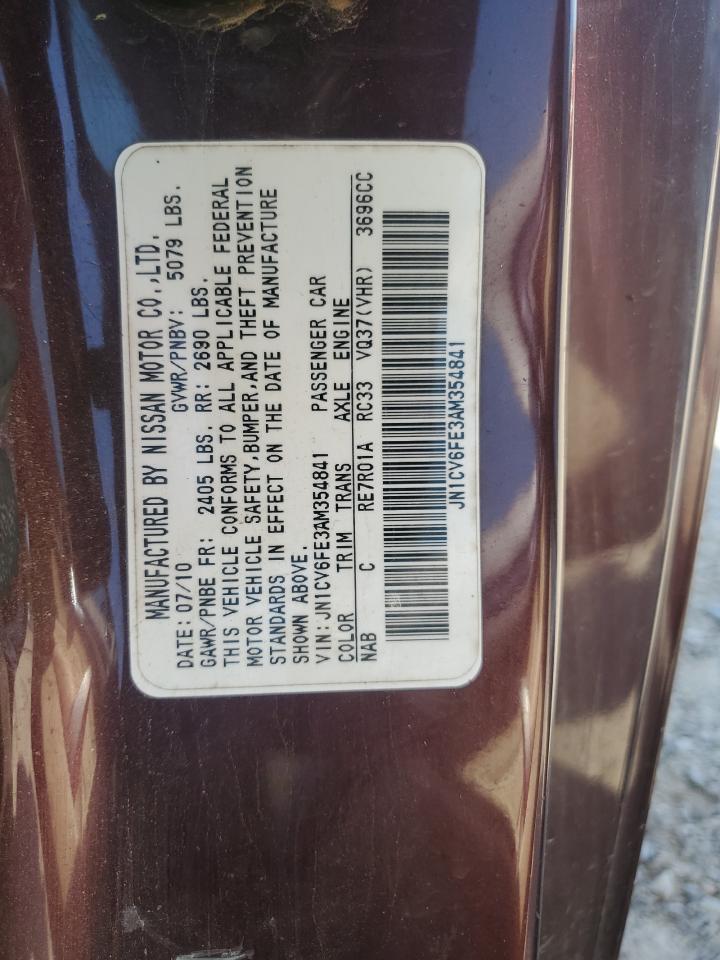 MANUFACTURED BY NISSAN MOTOR CO.,LTD.
DATE: 07/10 GVWR/PNBV: 5079 LBS.
GAWR/PNBE FR: 2405 LBS. RR: 2690 LBS.
THIS VEHICLE CONFORMS TO ALL APPLICABLE FEDERAL
MOTOR VEHICLE SAFETY,BUMPER,AND THEFT PREVENTION
STANDARDS IN EFFECT ON THE DATE OF MANUFACTURE
SHOWN ABOVE.
VIN:JN1CV6FE3AM354841 PASSENGER CAR
COLOR TRIM TRANS AXLE ENGINE
NAB C RE7R01A RC33 VQ37(VHR) 3696CC
JN1CV6FE3AM354841